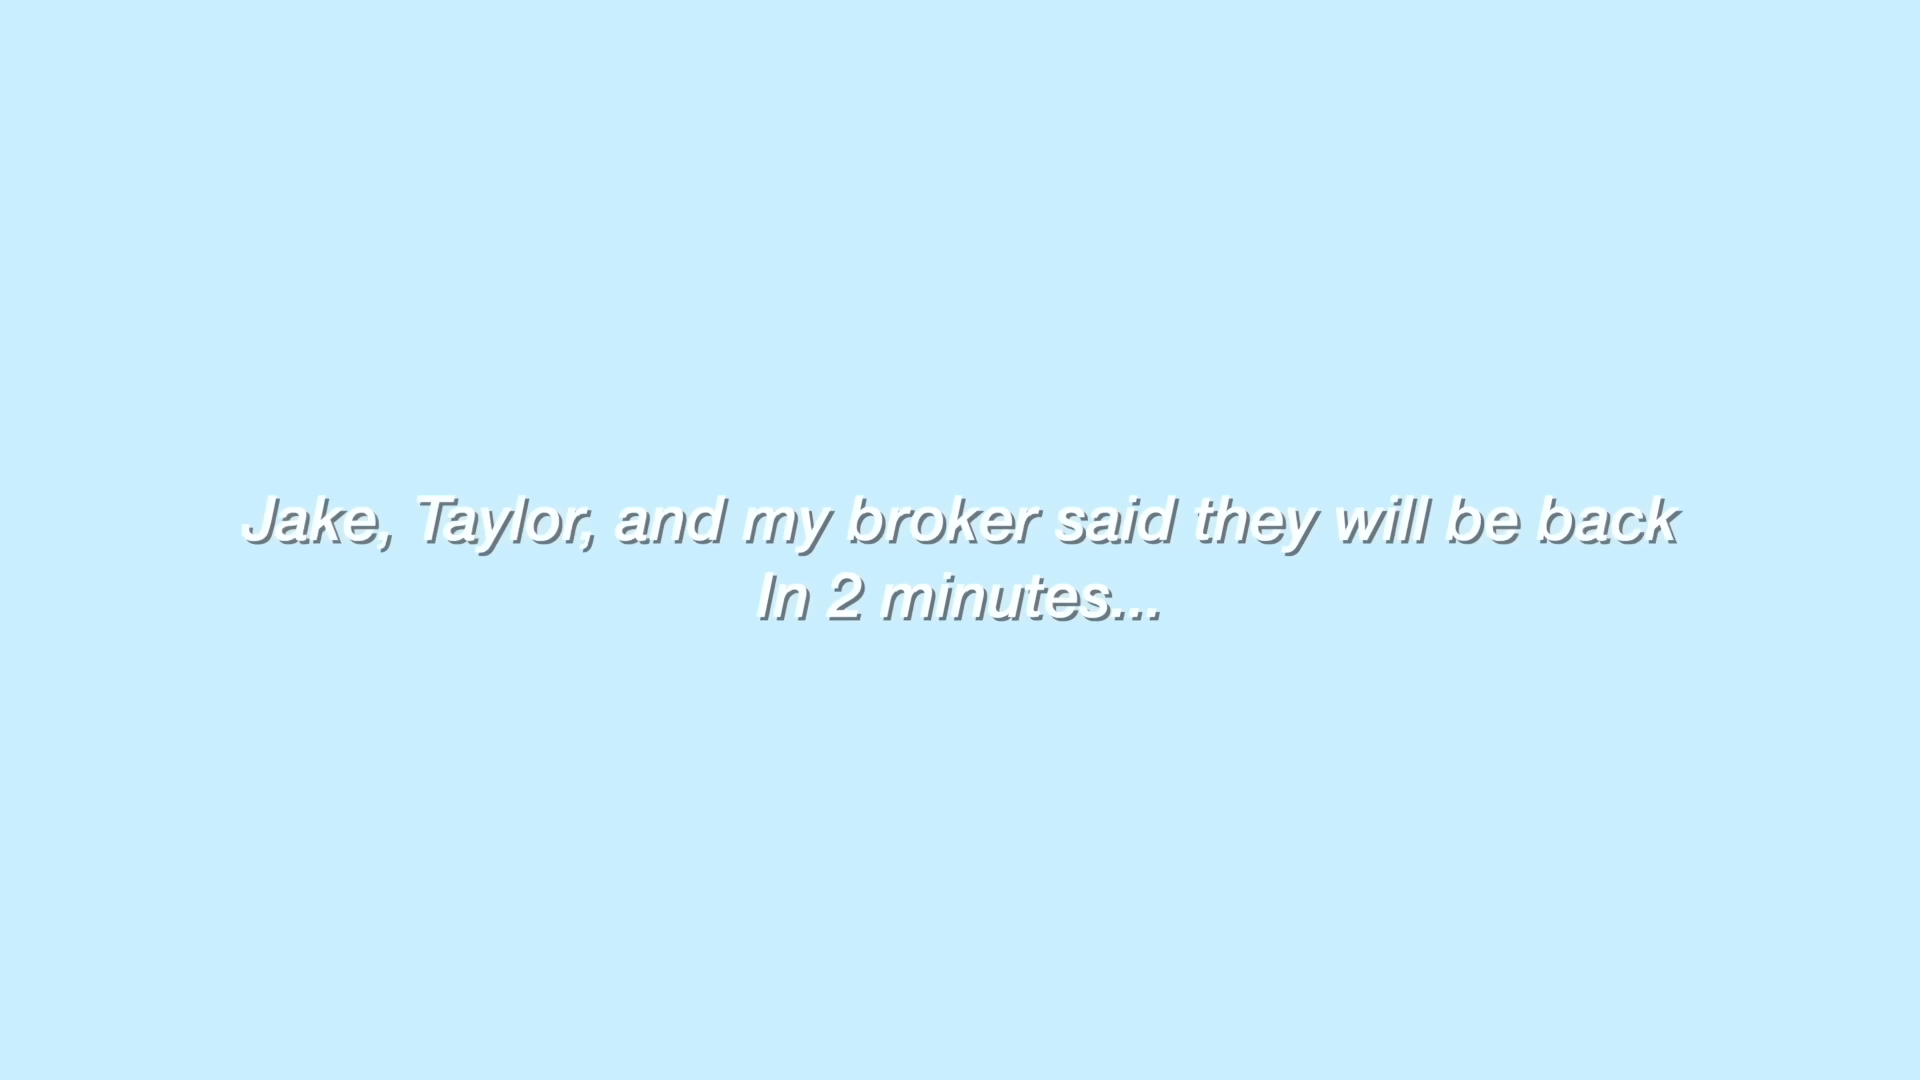 Jake, Taylor, and my broker said they will be back
In 2 minutes...